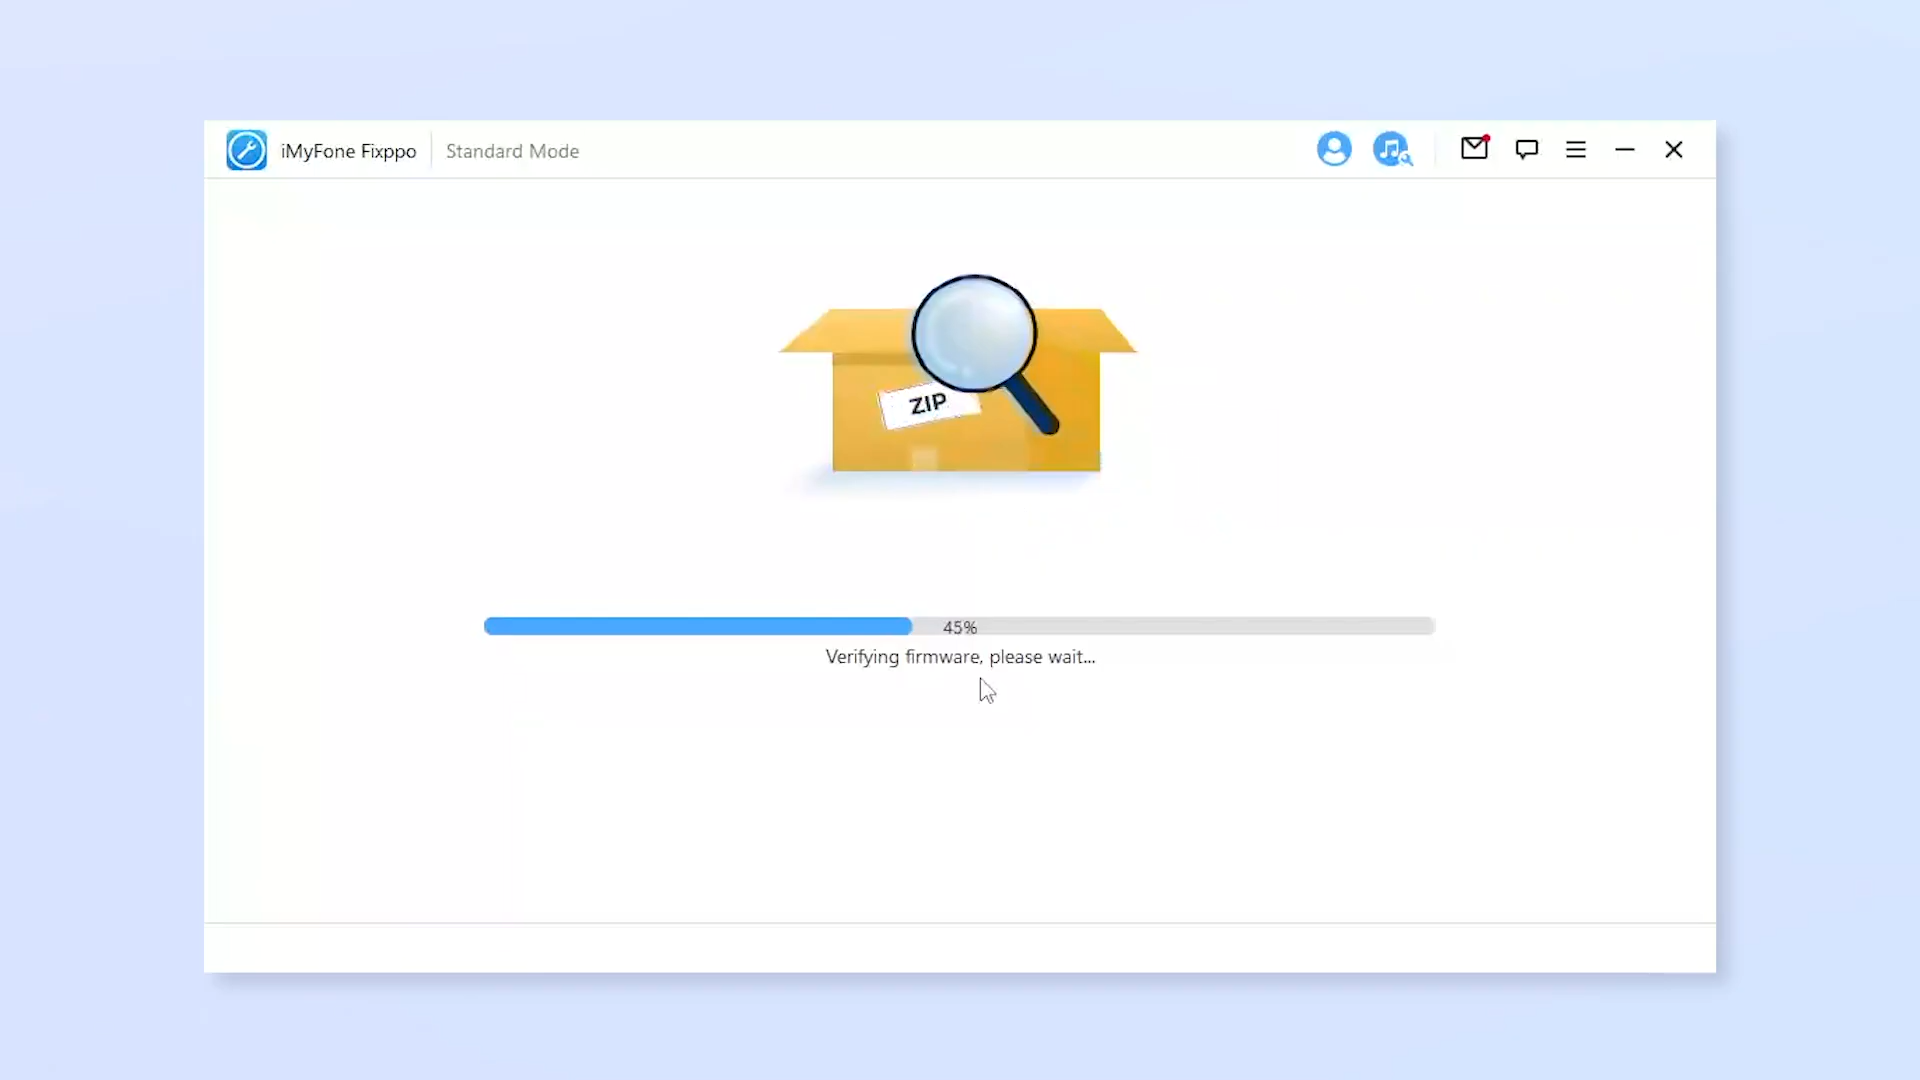 iMyFone Fixppo
Standard Mode
ZIP
45%
Verifying firmware, please wait...